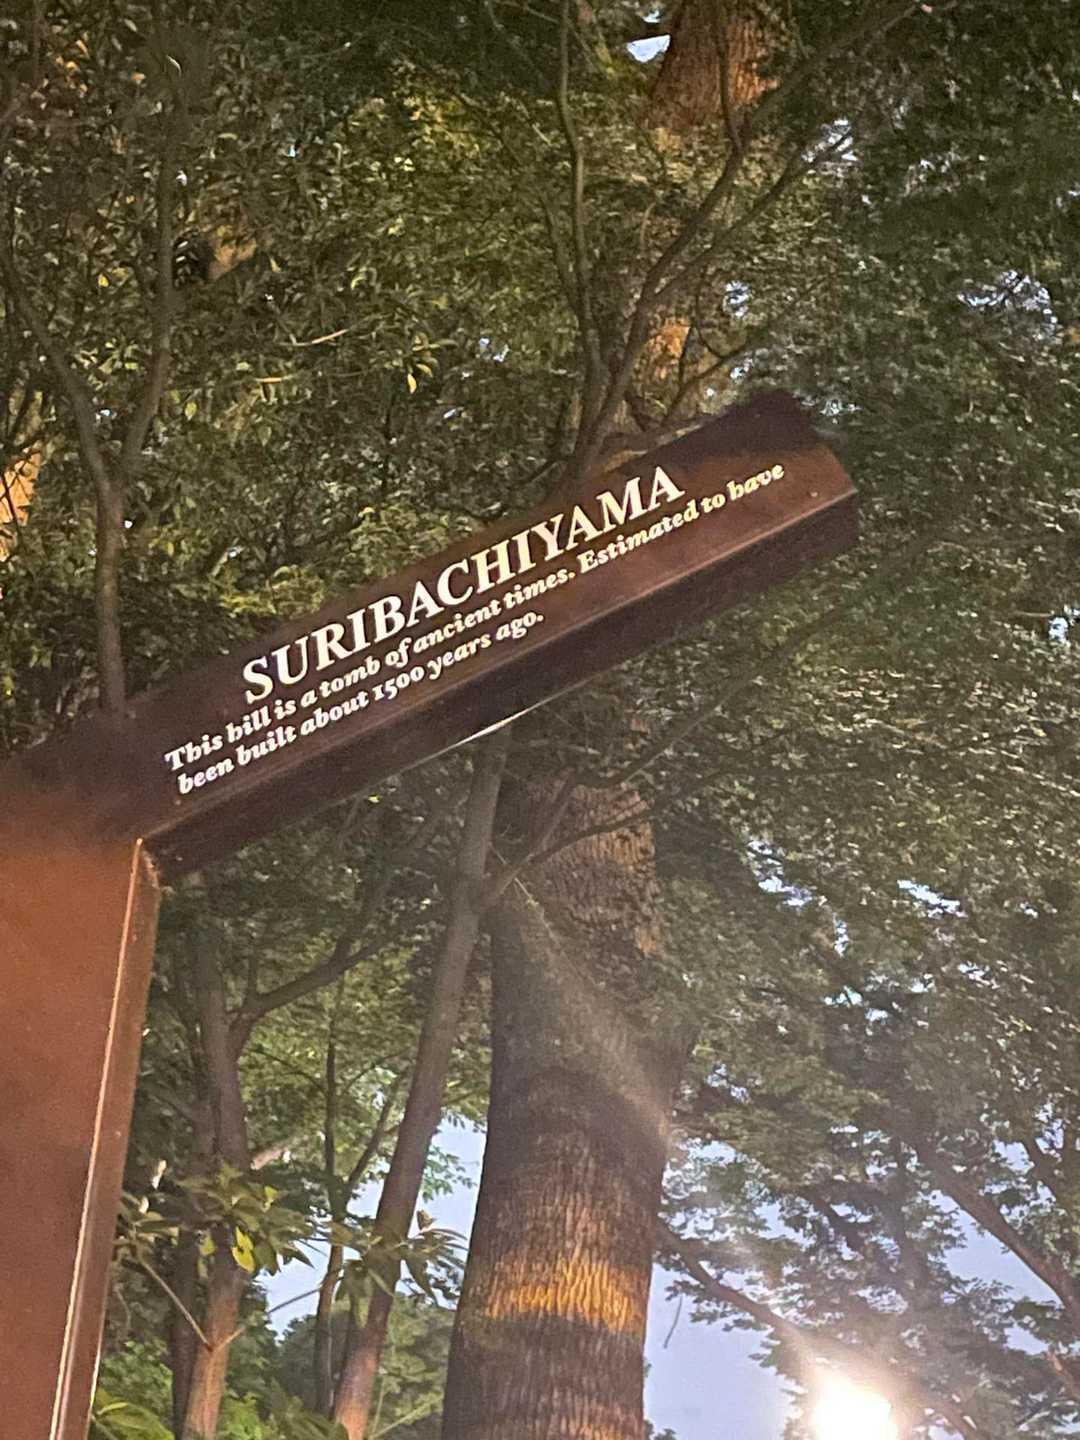 SURIBACHIYAMA
This hill is a tomb of ancient times. Estimated to have
been built about 1500 years ago.